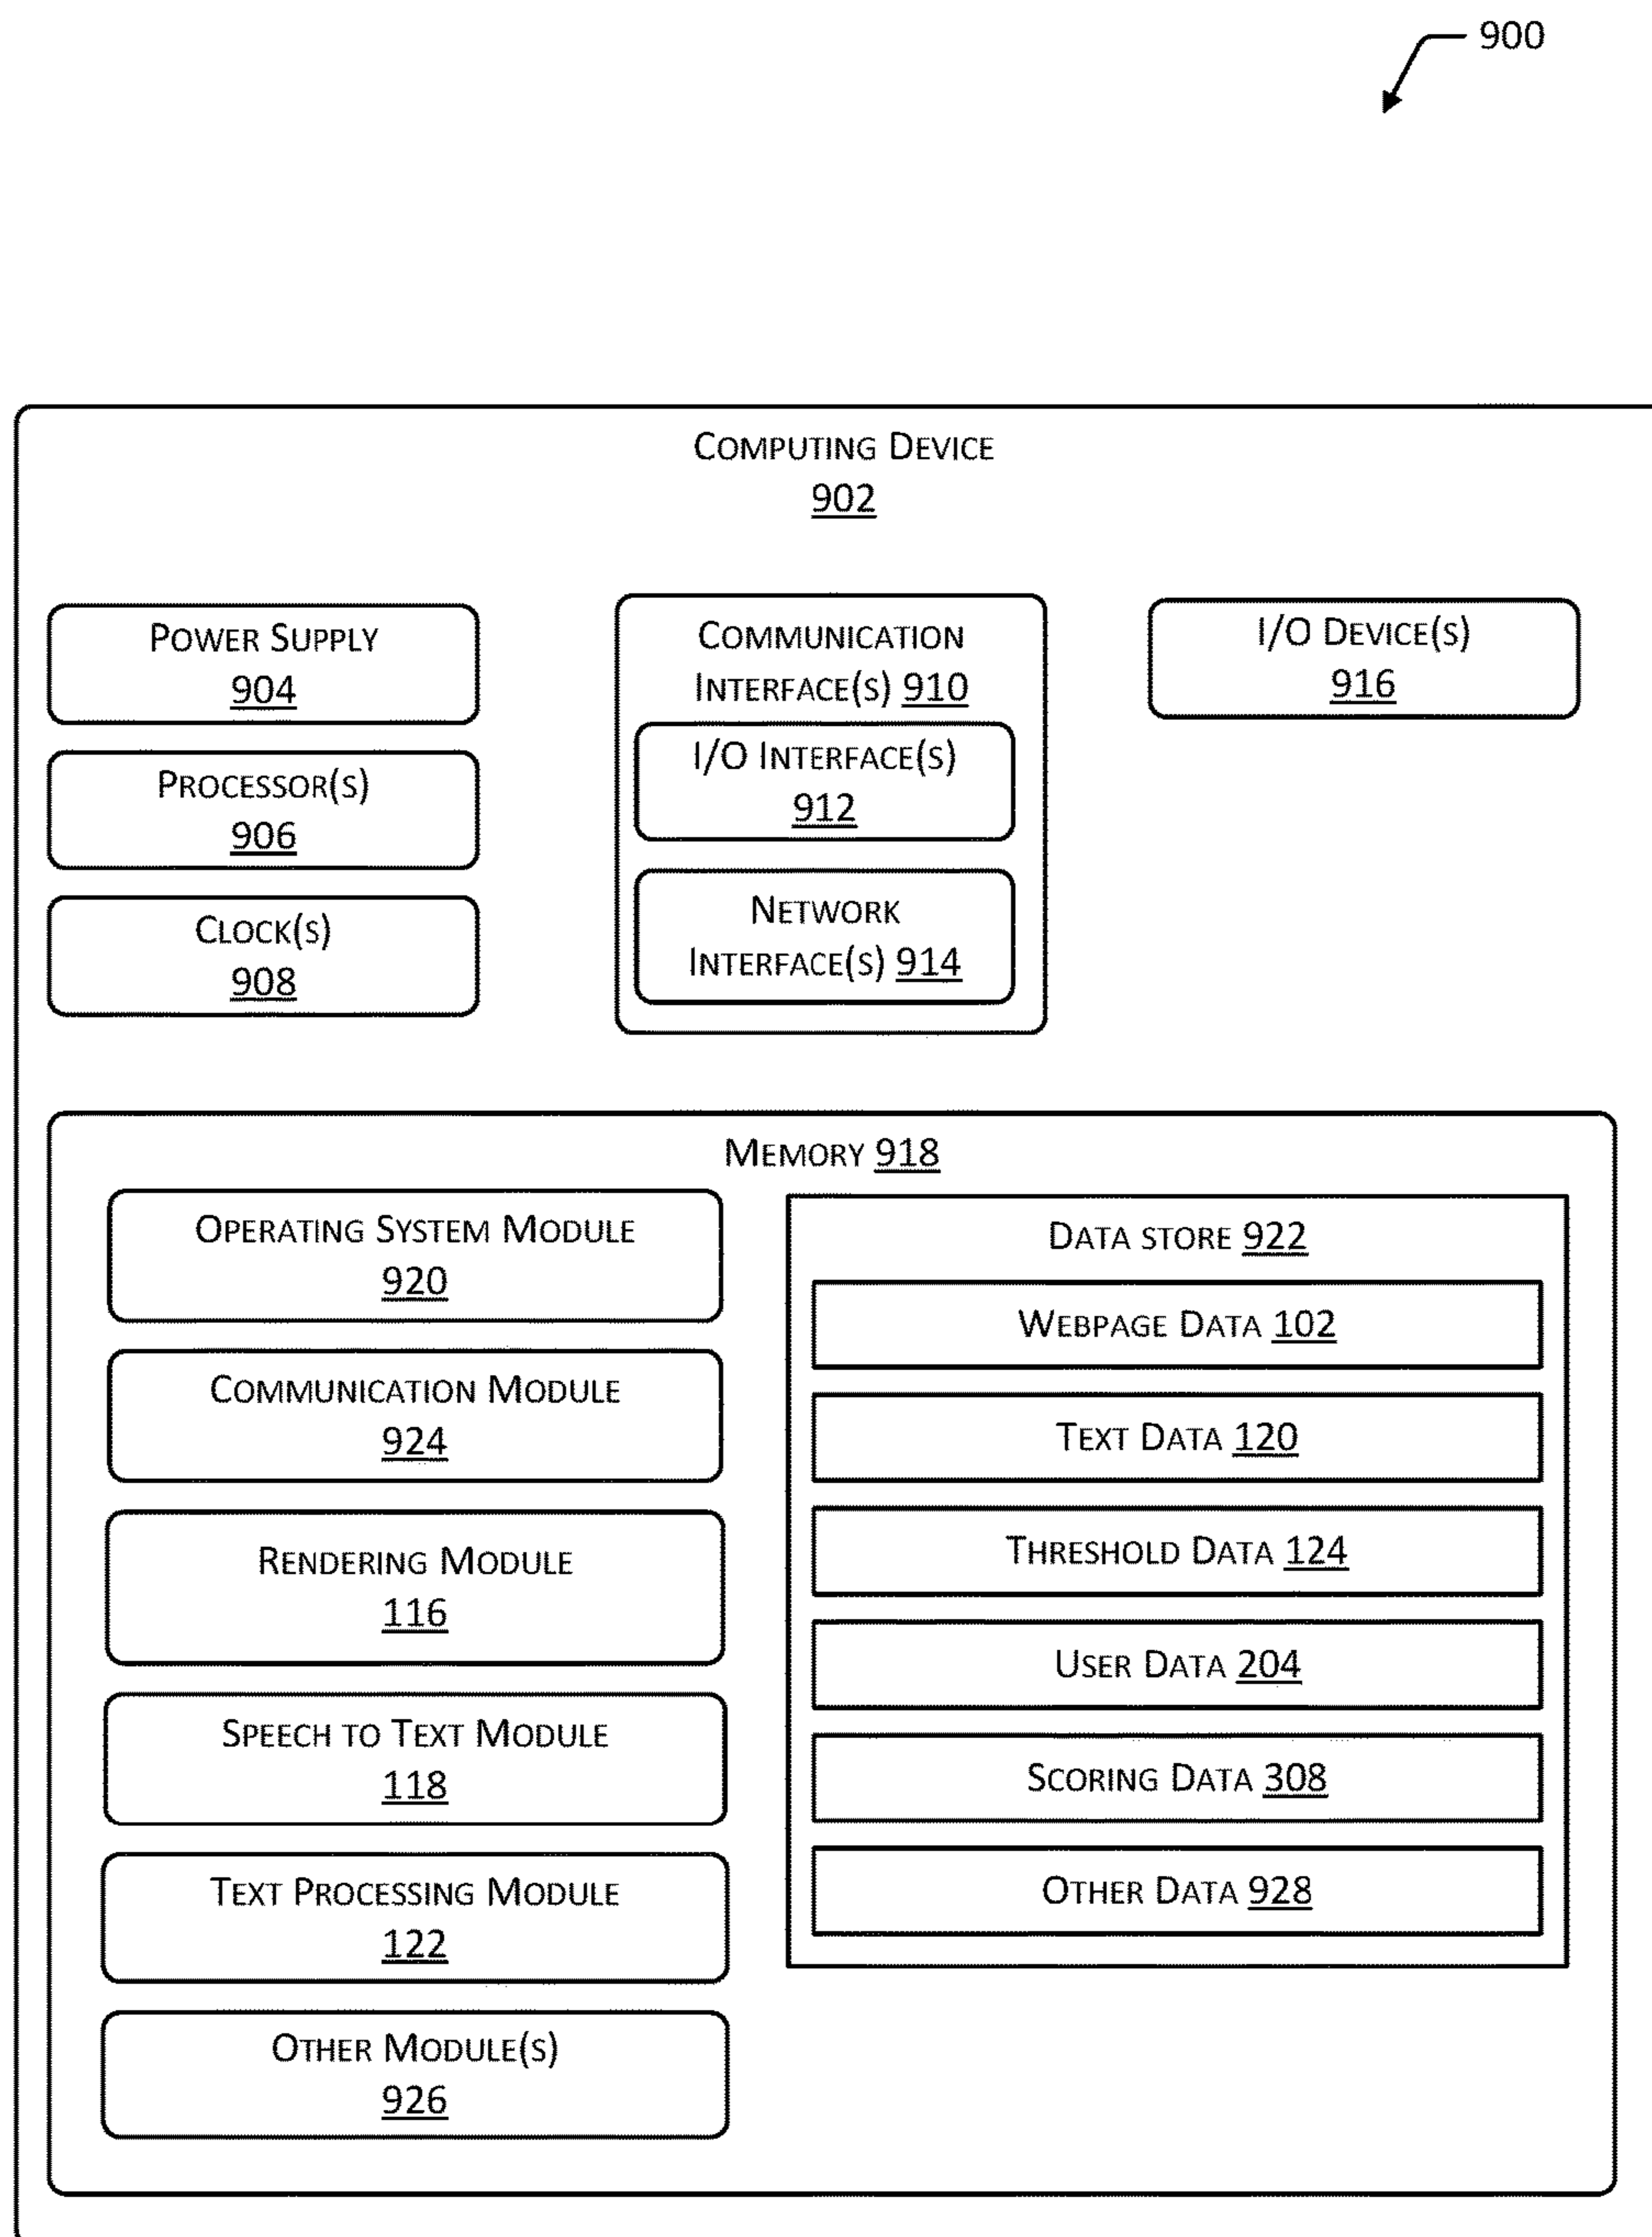 900
COMPUTING DEVICE
902
POWER SUPPLY
904
PROCESSOR(S)
906
CLOCK(S)
908
COMMUNICATION
INTERFACE(S) 910
I/O INTERFACE(S)
912
NETWORK
INTERFACE(S) 914
I/O DEVICE(S)
916
MEMORY 918
OPERATING SYSTEM MODULE
920
COMMUNICATION MODULE
924
RENDERING MODULE
116
SPEECH TO TEXT MODULE
118
TEXT PROCESSING MODULE
122
OTHER MODULE(S)
926
DATA STORE 922
WEBPAGE DATA 102
TEXT DATA 120
THRESHOLD DATA 124
USER DATA 204
SCORING DATA 308
OTHER DATA 928